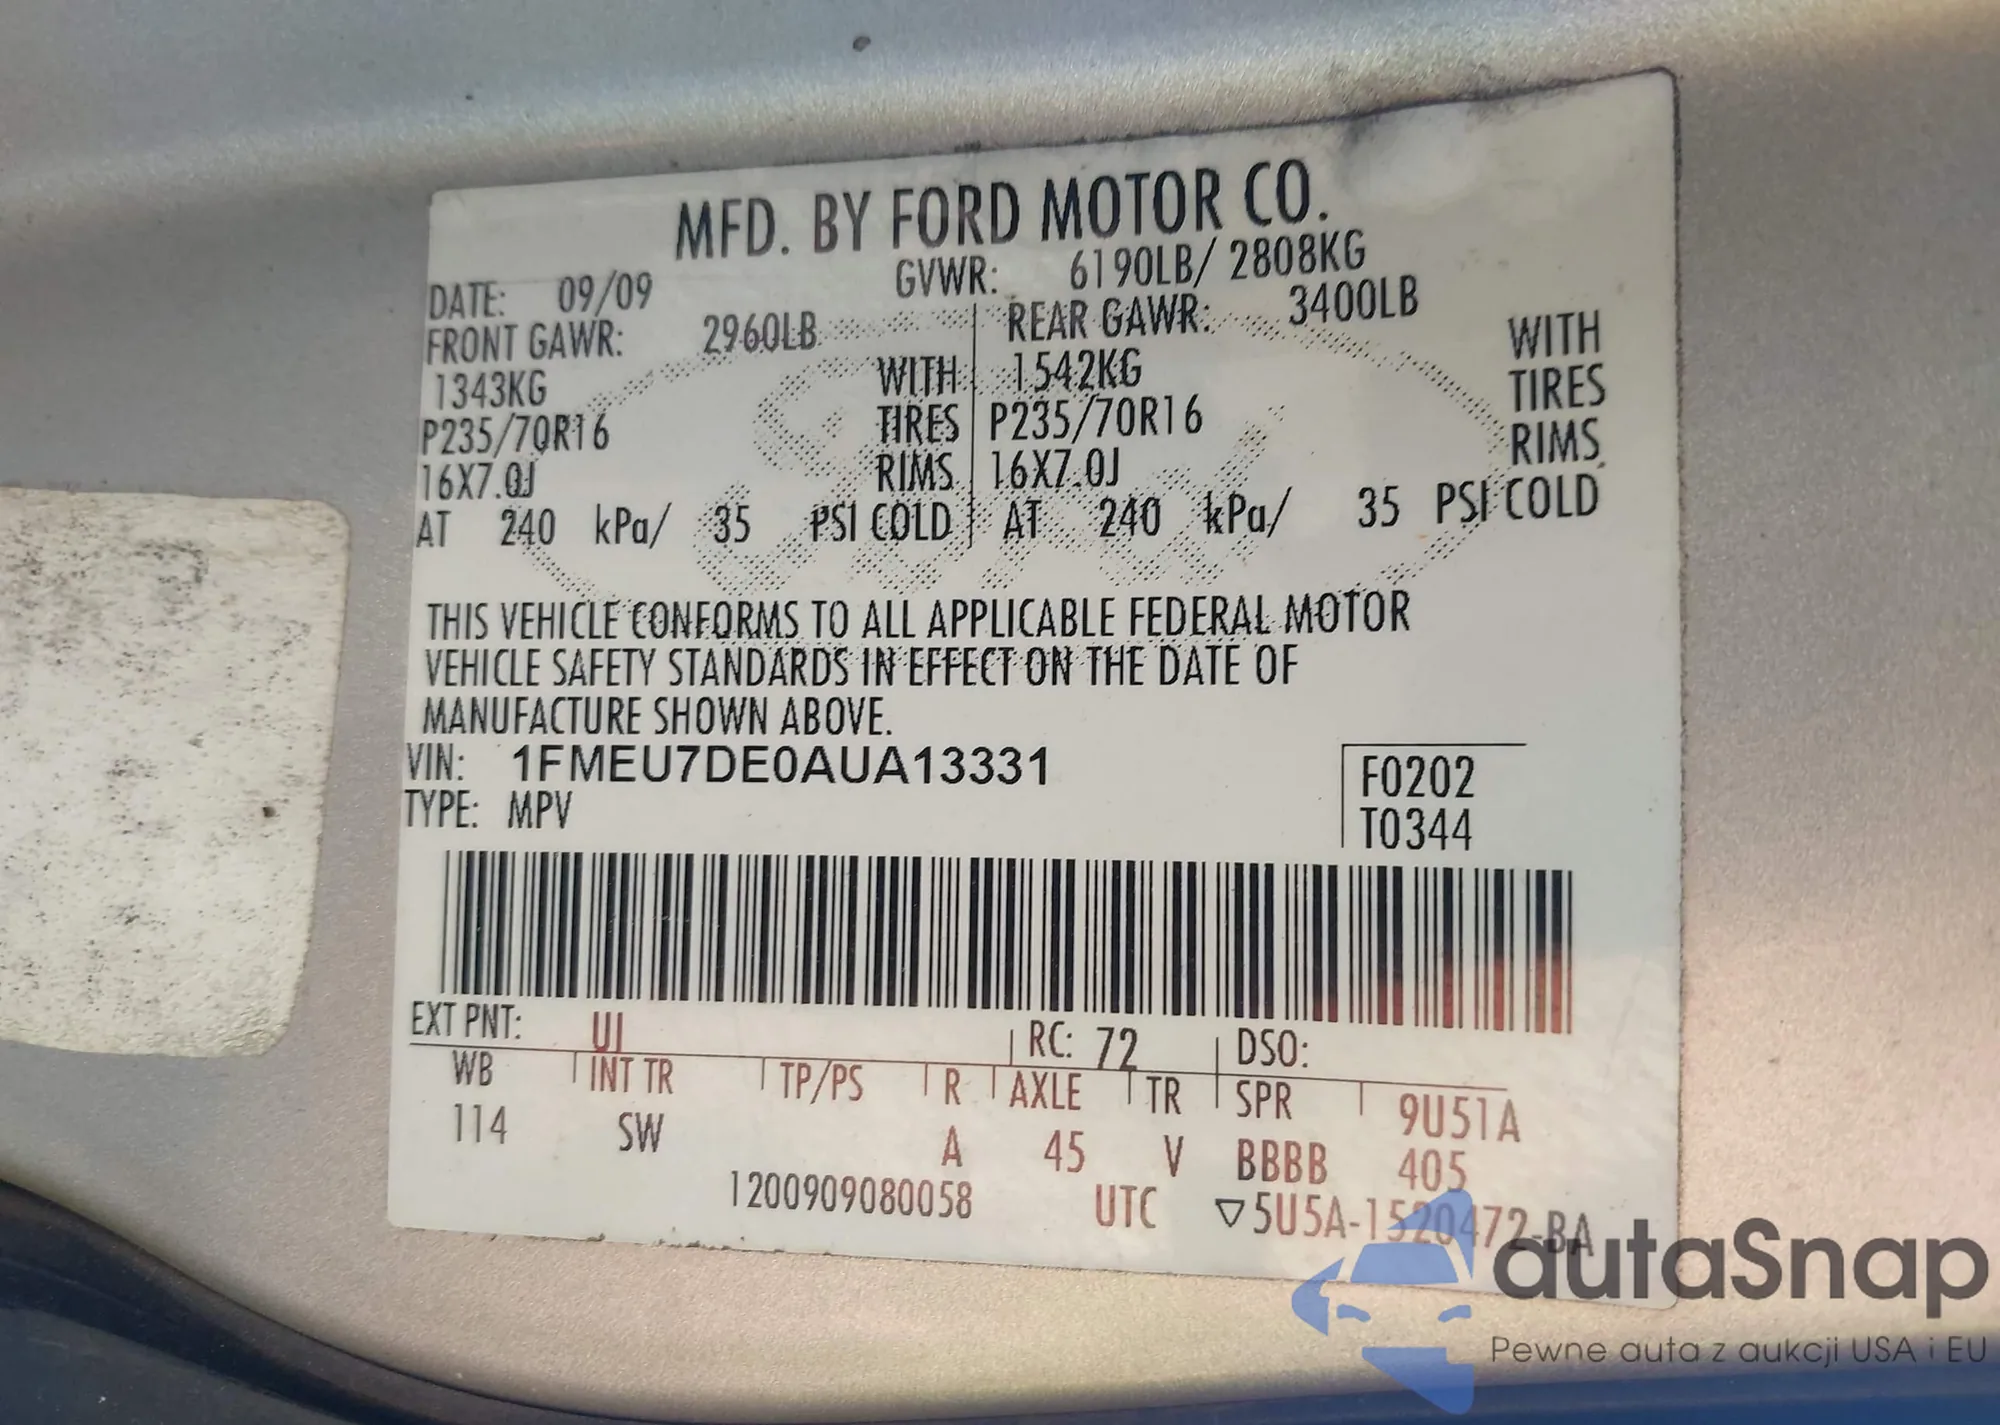 MFD. BY FORD MOTOR CO.
DATE: 09/09 GVWR: 6190LB/ 2808KG
FRONT GAWR: 2960LB REAR GAWR: 3400LB
1343KG WITH 1542KG WITH
P235/70R16 TIRES P235/70R16 TIRES
16X7.0J RIMS 16X7.0J RIMS
AT 240 kPa/ 35 PSI COLD AT 240 kPa/ 35 PSI COLD
THIS VEHICLE CONFORMS TO ALL APPLICABLE FEDERAL MOTOR
VEHICLE SAFETY STANDARDS IN EFFECT ON THE DATE OF
MANUFACTURE SHOWN ABOVE.
VIN: 1FMEU7DE0AUA13331 F0202
TYPE: MPV T0344
EXT PNT: UI RC: 72 DSO:
WB INT TR TP/PS R AXLE TR SPR 9U51A
114 SW A 45 V BBBB 405
1200909080058 UTC ▽5U5A-1520472-BA
autaSnap
Pewne auta z aukcji USA i EU